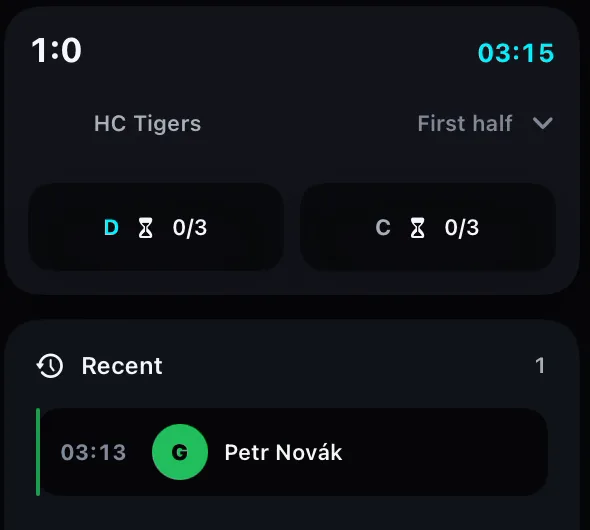 1:0 03:15
HC Tigers First half
D 0/3 C 0/3
Recent 1
03:13 G Petr Novák